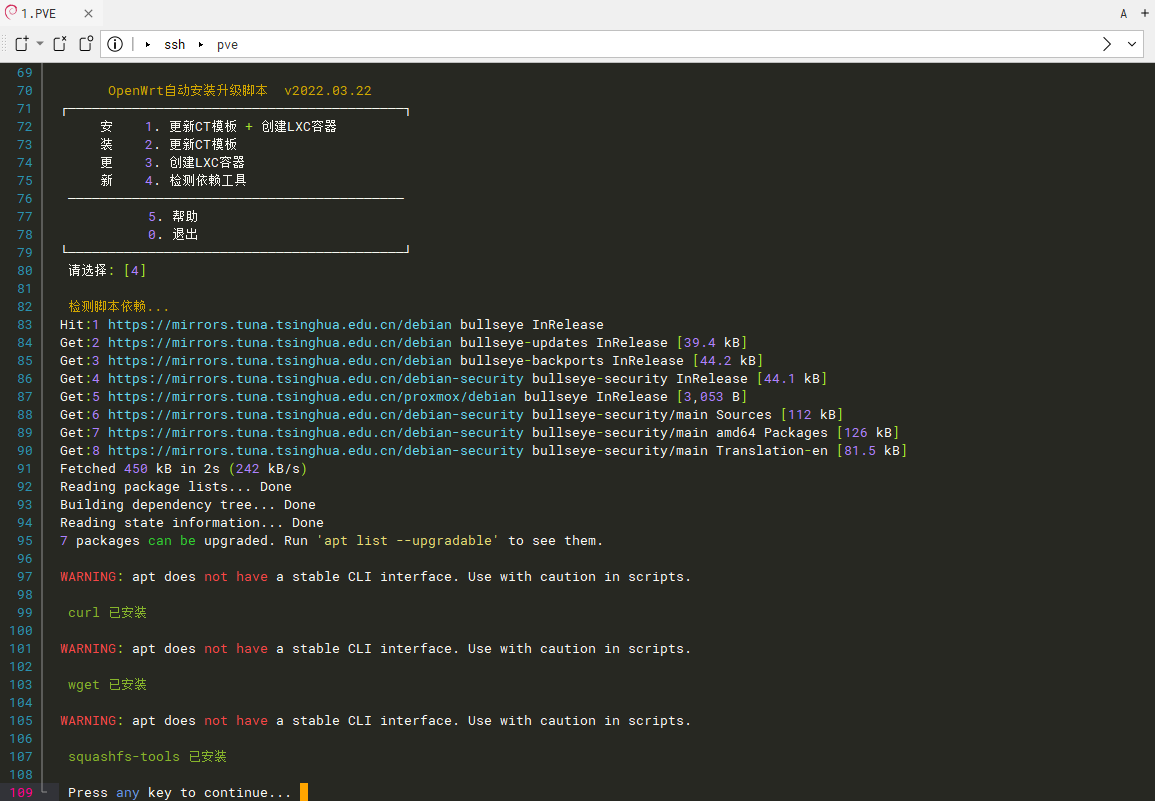 1.PVE
A
ssh pve
69
70 OpenWrt自动安装升级脚本 v2022.03.22
71
72 安 1. 更新CT模板 + 创建LXC容器
73 装 2. 更新CT模板
74 更 3. 创建LXC容器
75 新 4. 检测依赖工具
76
77 5. 帮助
78 0. 退出
79
80 请选择: [4]
81
82 检测脚本依赖...
83 Hit:1 https://mirrors.tuna.tsinghua.edu.cn/debian bullseye InRelease
84 Get:2 https://mirrors.tuna.tsinghua.edu.cn/debian bullseye-updates InRelease [39.4 kB]
85 Get:3 https://mirrors.tuna.tsinghua.edu.cn/debian bullseye-backports InRelease [44.2 kB]
86 Get:4 https://mirrors.tuna.tsinghua.edu.cn/debian-security bullseye-security InRelease [44.1 kB]
87 Get:5 https://mirrors.tuna.tsinghua.edu.cn/proxmox/debian bullseye InRelease [3,053 B]
88 Get:6 https://mirrors.tuna.tsinghua.edu.cn/debian-security bullseye-security/main Sources [112 kB]
89 Get:7 https://mirrors.tuna.tsinghua.edu.cn/debian-security bullseye-security/main amd64 Packages [126 kB]
90 Get:8 https://mirrors.tuna.tsinghua.edu.cn/debian-security bullseye-security/main Translation-en [81.5 kB]
91 Fetched 450 kB in 2s (242 kB/s)
92 Reading package lists... Done
93 Building dependency tree... Done
94 Reading state information... Done
95 7 packages can be upgraded. Run 'apt list --upgradable' to see them.
96
97 WARNING: apt does not have a stable CLI interface. Use with caution in scripts.
98
99 curl 已安装
100
101 WARNING: apt does not have a stable CLI interface. Use with caution in scripts.
102
103 wget 已安装
104
105 WARNING: apt does not have a stable CLI interface. Use with caution in scripts.
106
107 squashfs-tools 已安装
108
109 Press any key to continue...